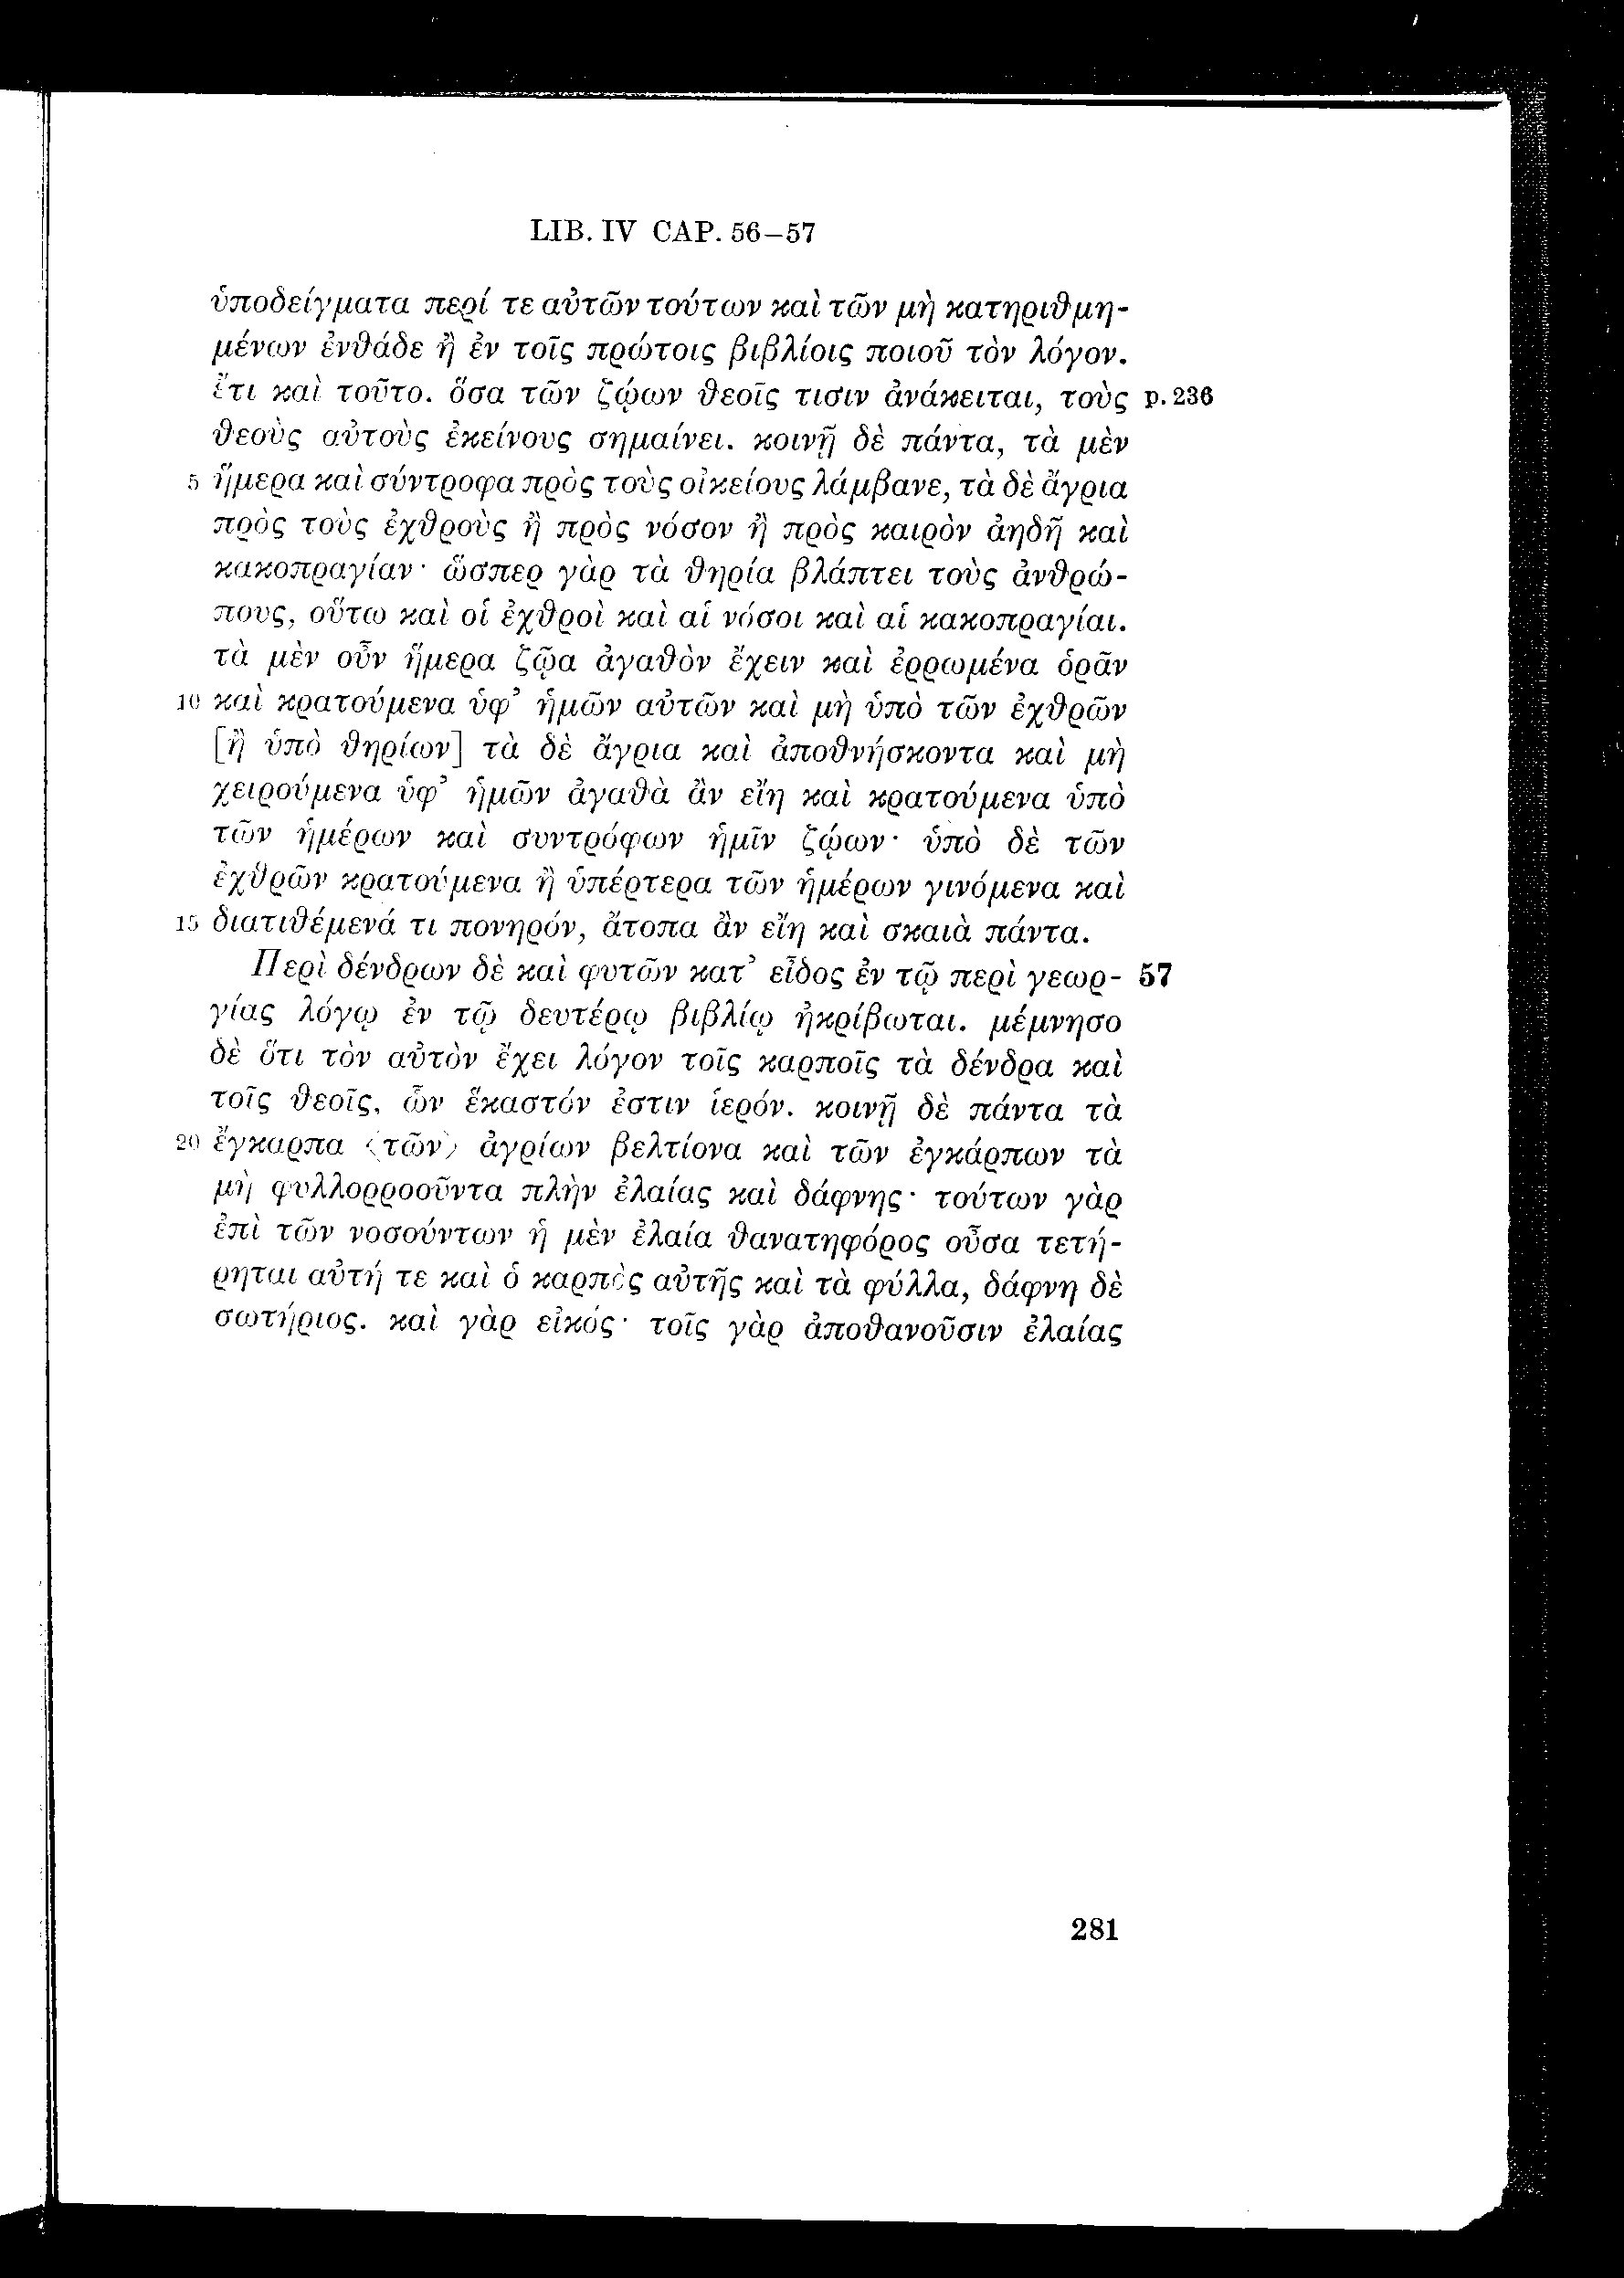 LIB. IV CAP. 56–57
ὑποδείγματα περί τε αὐτῶν τούτων καὶ τῶν μὴ κατηριθμη-
μένων ἐνθάδε ἢ ἐν τοῖς πρώτοις βιβλίοις ποιοῦ τὸν λόγον.
ἔτι καὶ τοῦτο. ὅσα τῶν ζῴων θεοῖς τισιν ἀνάκειται, τοὺς p. 236
θεοὺς αὐτοὺς ἐκείνους σημαίνει. κοινῇ δὲ πάντα, τὰ μὲν
5 ἥμερα καὶ σύντροφα πρὸς τοὺς οἰκείους λάμβανε, τὰ δὲ ἄγρια
πρὸς τοὺς ἐχθροὺς ἢ πρὸς νόσον ἢ πρὸς καιρὸν ἀηδῆ καὶ
κακοπραγίαν· ὥσπερ γὰρ τὰ θηρία βλάπτει τοὺς ἀνθρώ-
πους, οὕτω καὶ οἱ ἐχθροὶ καὶ αἱ νόσοι καὶ αἱ κακοπραγίαι.
τὰ μὲν οὖν ἥμερα ζῷα ἀγαθὸν ἔχειν καὶ ἐρρωμένα ὁρᾶν
10 καὶ κρατούμενα ὑφ᾽ ἡμῶν αὐτῶν καὶ μὴ ὑπὸ τῶν ἐχθρῶν
[ἢ ὑπὸ θηρίων] τὰ δὲ ἄγρια καὶ ἀποθνήσκοντα καὶ μὴ
χειρούμενα ὑφ᾽ ἡμῶν ἀγαθὰ ἂν εἴη καὶ κρατούμενα ὑπὸ
τῶν ἡμέρων καὶ συντρόφων ἡμῖν ζῴων· ὑπὸ δὲ τῶν
ἐχθρῶν κρατούμενα ἢ ὑπέρτερα τῶν ἡμέρων γινόμενα καὶ
15 διατιθέμενά τι πονηρόν, ἄτοπα ἂν εἴη καὶ σκαιὰ πάντα.
Περὶ δένδρων δὲ καὶ φυτῶν κατ᾽ εἶδος ἐν τῷ περὶ γεωρ- 57
γίας λόγῳ ἐν τῷ δευτέρῳ βιβλίῳ ἠκρίβωται. μέμνησο
δὲ ὅτι τὸν αὐτὸν ἔχει λόγον τοῖς καρποῖς τὰ δένδρα καὶ
τοῖς θεοῖς, ὧν ἕκαστόν ἐστιν ἱερόν. κοινῇ δὲ πάντα τὰ
20 ἔγκαρπα ⟨τῶν⟩ ἀγρίων βελτίονα καὶ τῶν ἐγκάρπων τὰ
μὴ φυλλορροοῦντα πλὴν ἐλαίας καὶ δάφνης· τούτων γὰρ
ἐπὶ τῶν νοσούντων ἡ μὲν ἐλαία θανατηφόρος οὖσα τετή-
ρηται αὐτή τε καὶ ὁ καρπὸς αὐτῆς καὶ τὰ φύλλα, δάφνη δὲ
σωτήριος. καὶ γὰρ εἰκός· τοῖς γὰρ ἀποθανοῦσιν ἐλαίας
281